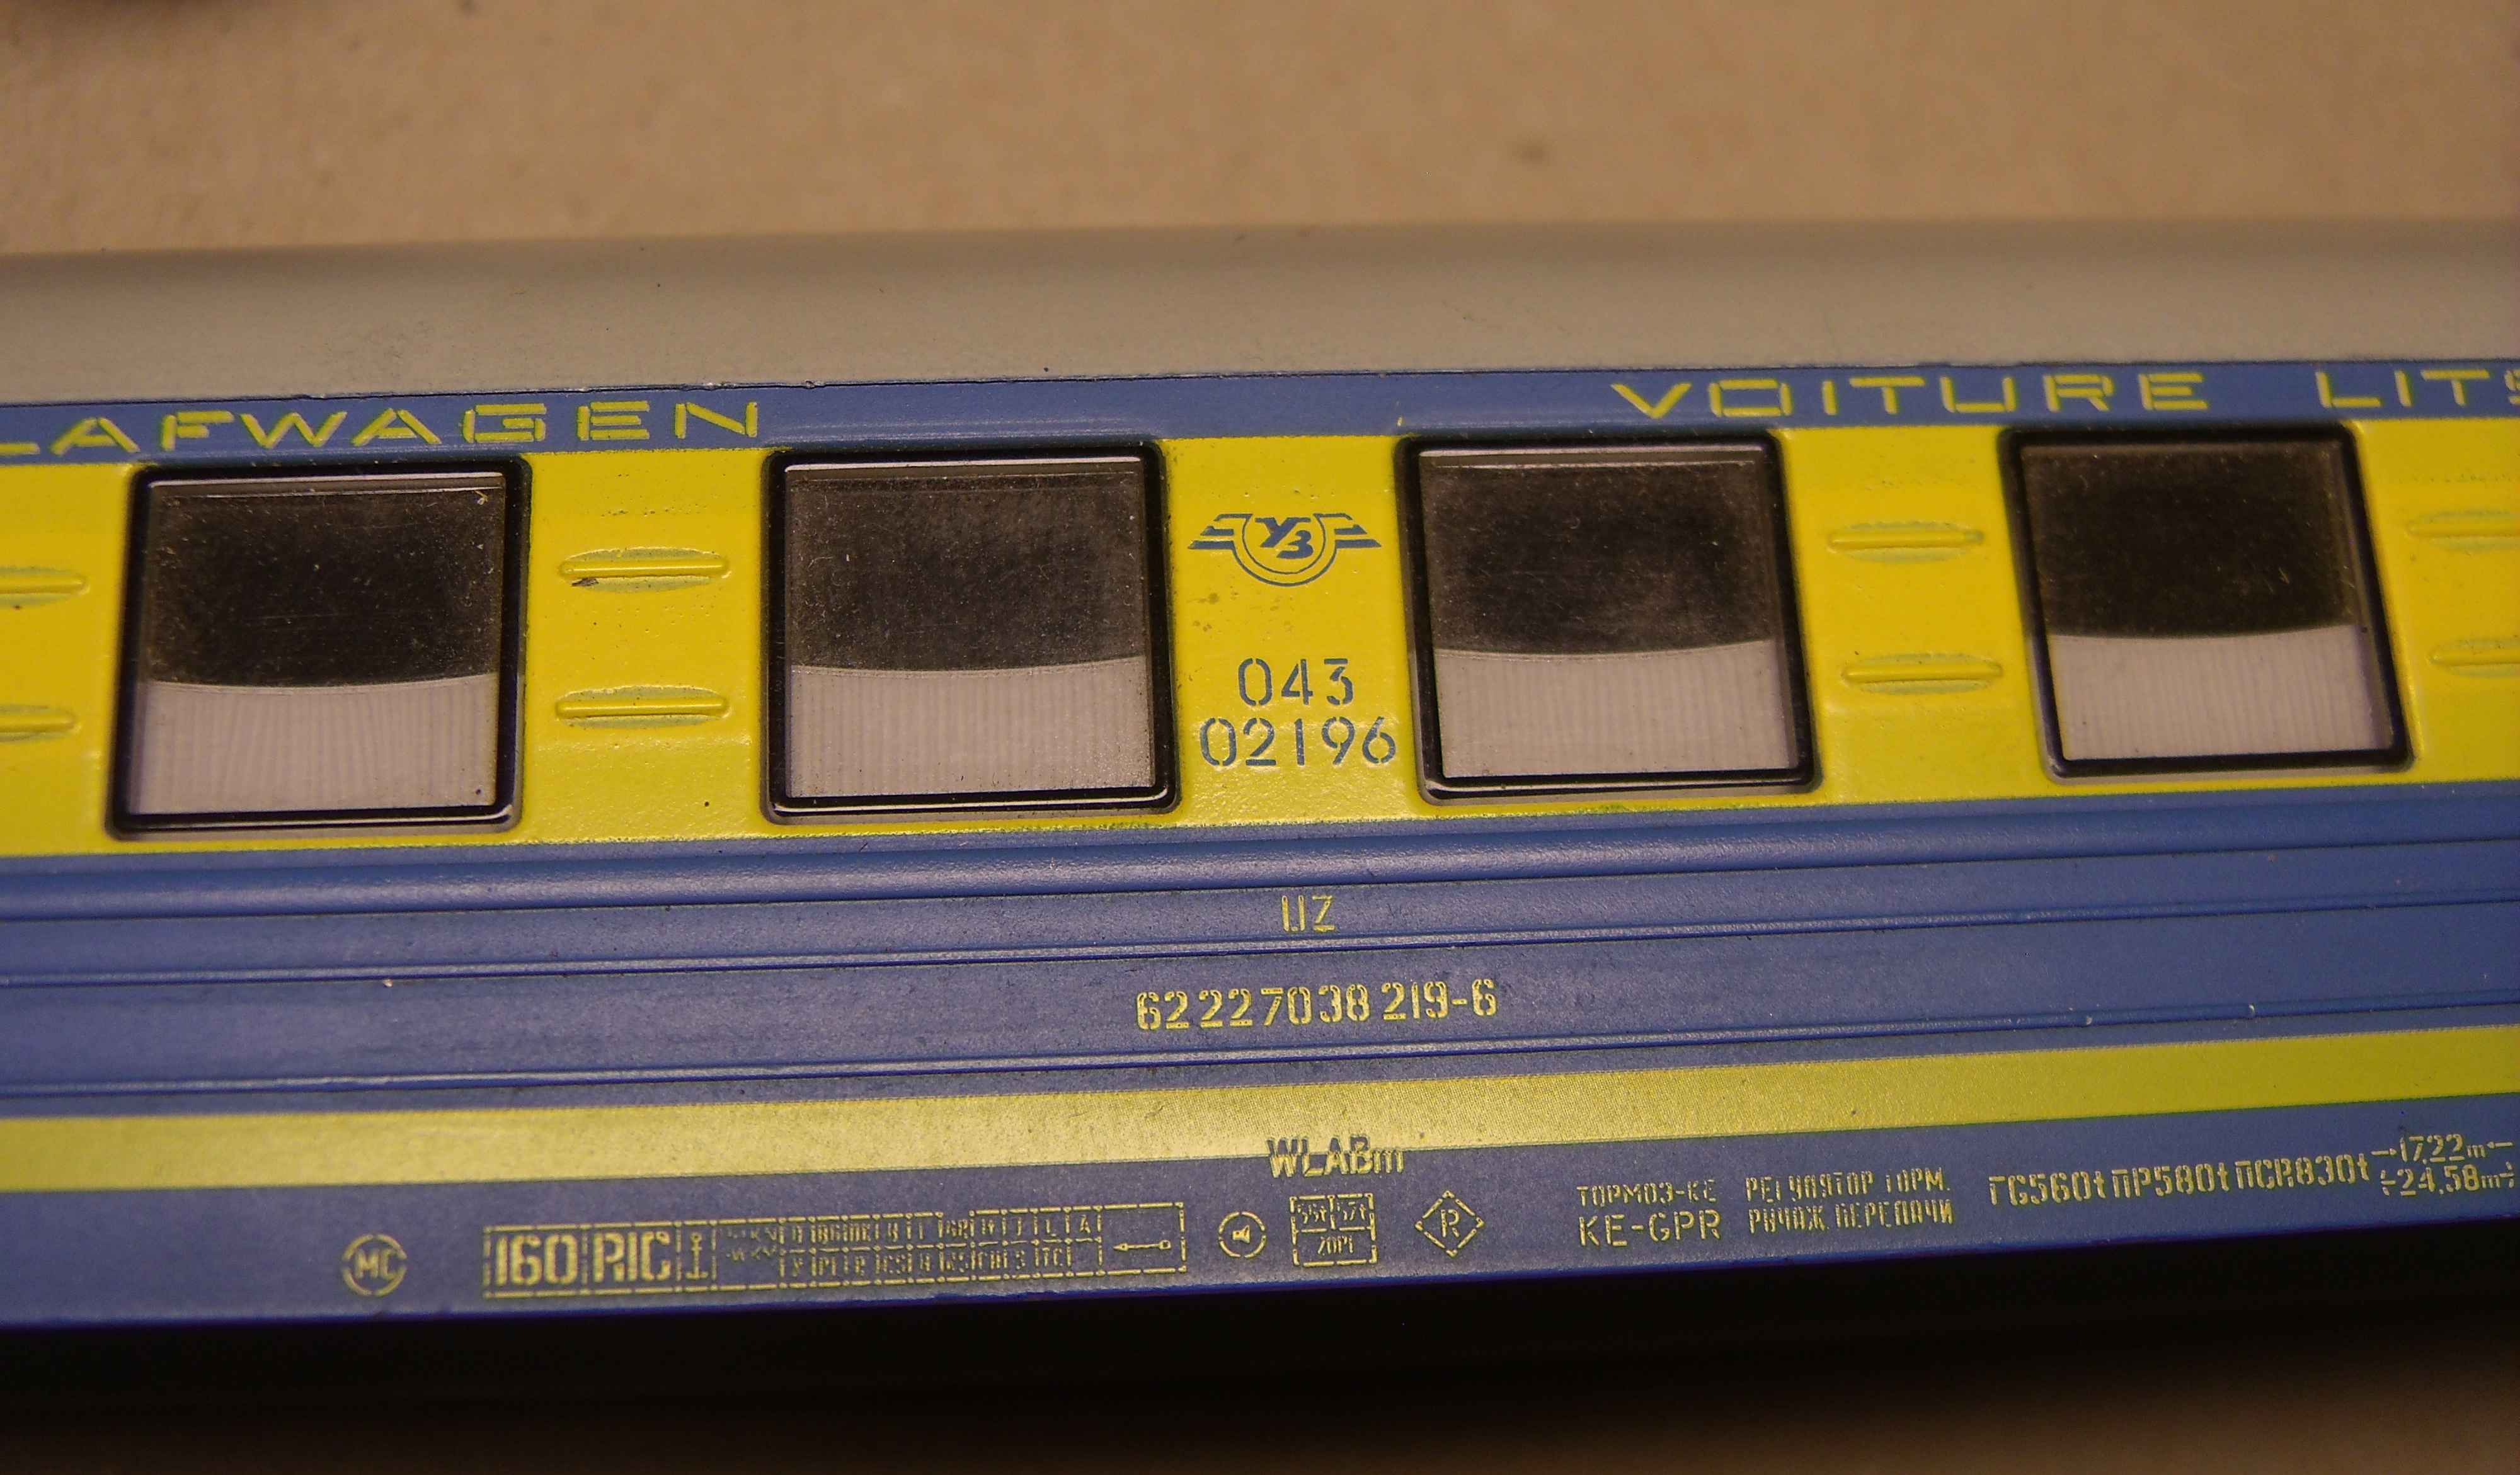 LAFWAGEN
VOITURE LITS
УЗ
043
02196
UZ
62 22 70 38 219-6
WLABm
MC
160 RIC
R
ТОРМОЗ-КЕ
KE-GPR
РЕГУЛЯТОР ТОРМ.
РЫЧАЖ. ПЕРЕДАЧИ
ГG560t ПР580t ПСR830t
17.22m
24.58m